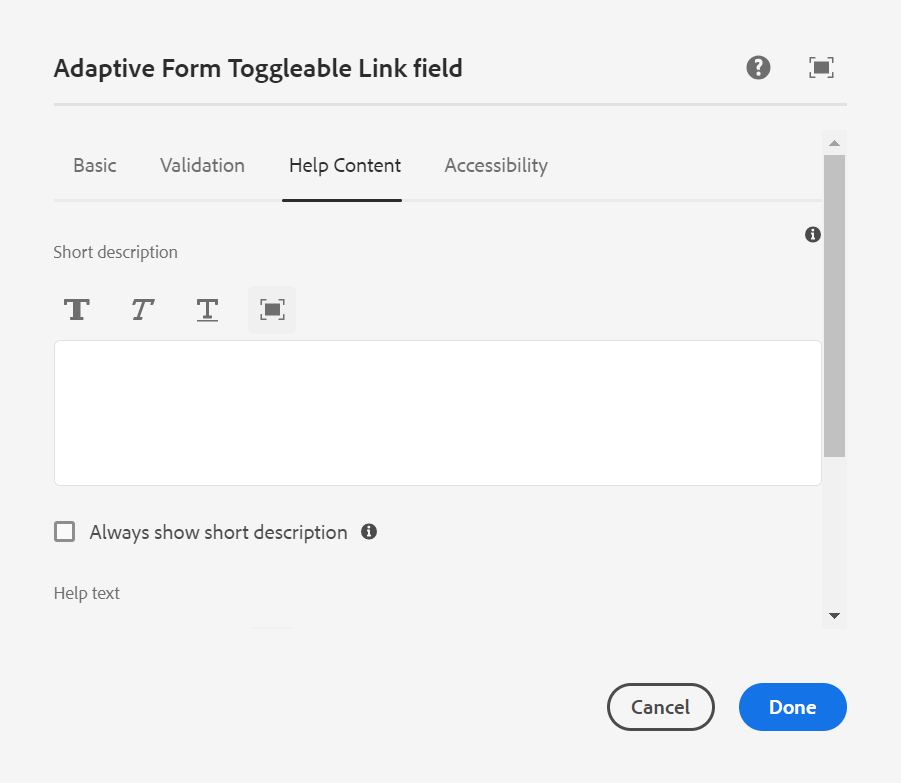 Adaptive Form Toggleable Link field
Basic Validation Help Content Accessibility
Short description
T T T
Always show short description
Help text
Cancel Done